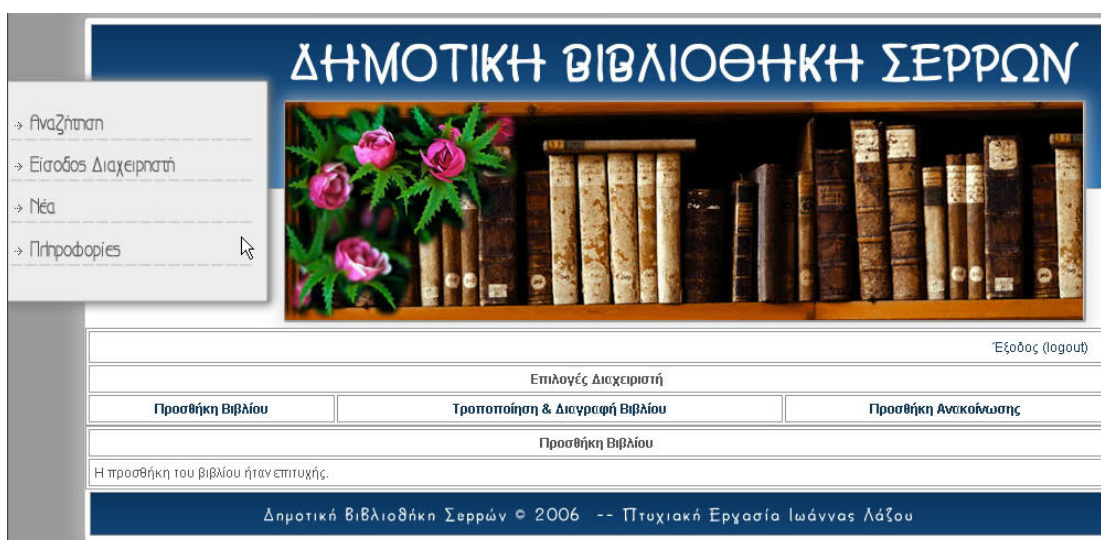 ΔΗΜΟΤΙΚΗ ΒΙΒΛΙΟΘΗΚΗ ΣΕΡΡΩΝ
Αναζήτηση
Είσοδος Διαχειρηστή
Νέα
Πληροφορίες
Έξοδος (logout)
Επιλογές Διαχειριστή
Προσθήκη Βιβλίου Τροποποίηση & Διαγραφή Βιβλίου Προσθήκη Ανακοίνωσης
Προσθήκη Βιβλίου
Η προσθήκη του βιβλίου ήταν επιτυχής.
Δημοτική Βιβλιοθήκη Σερρών © 2006 -- Πτυχιακή Εργασία Ιωάννας Λάζου